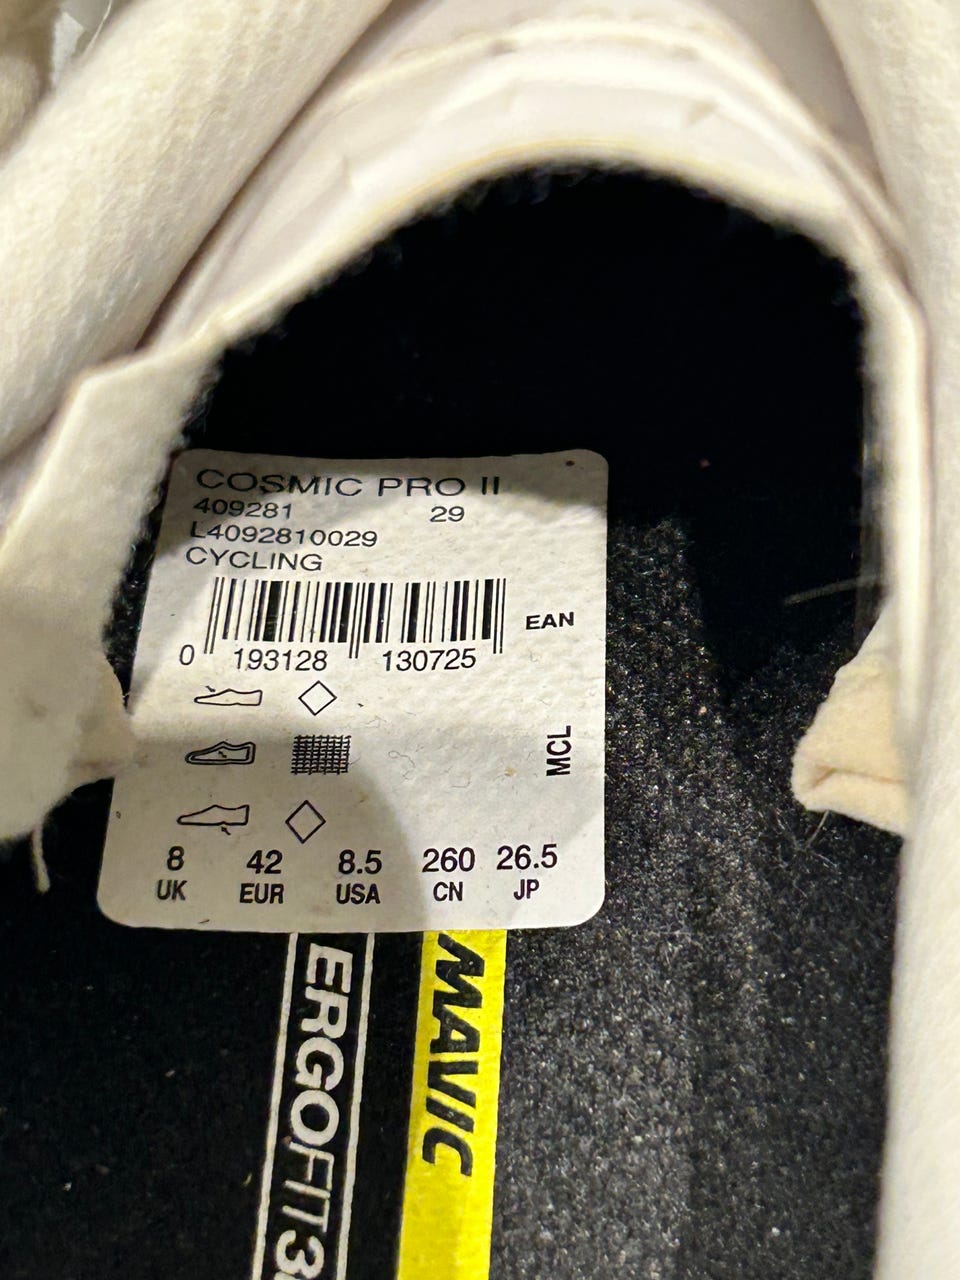 COSMIC PRO II
409281 29
L4092810029
CYCLING
EAN
0 193128 130725
MCL
8 42 8.5 260 26.5
UK EUR USA CN JP
ERGOFIT3
MAVIC